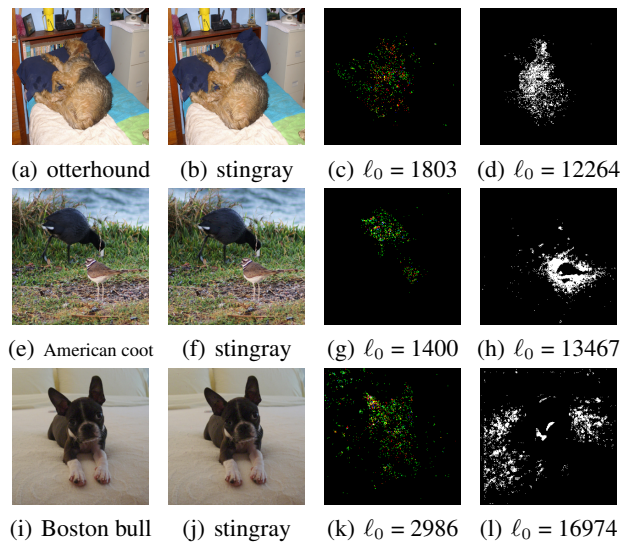 (a) otterhound (b) stingray (c) ℓ₀ = 1803 (d) ℓ₀ = 12264
(e) American coot (f) stingray (g) ℓ₀ = 1400 (h) ℓ₀ = 13467
(i) Boston bull (j) stingray (k) ℓ₀ = 2986 (l) ℓ₀ = 16974